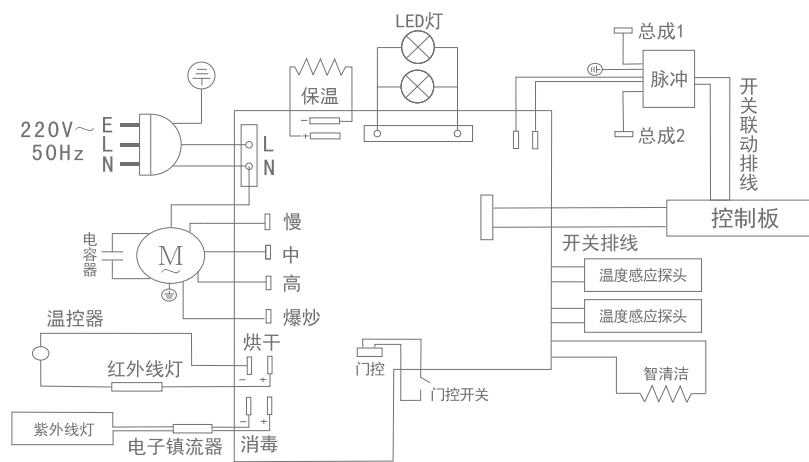 LED灯
总成1
脉冲
保温
-
+
开关联动排线
220V～
50Hz
E
L
N
L
N
总成2
控制板
慢
开关排线
电容器
M
～
中
温度感应探头
高
温度感应探头
爆炒
温控器
烘干
红外线灯
-
+
门控
门控开关
智清洁
紫外线灯
电子镇流器
-
+
消毒